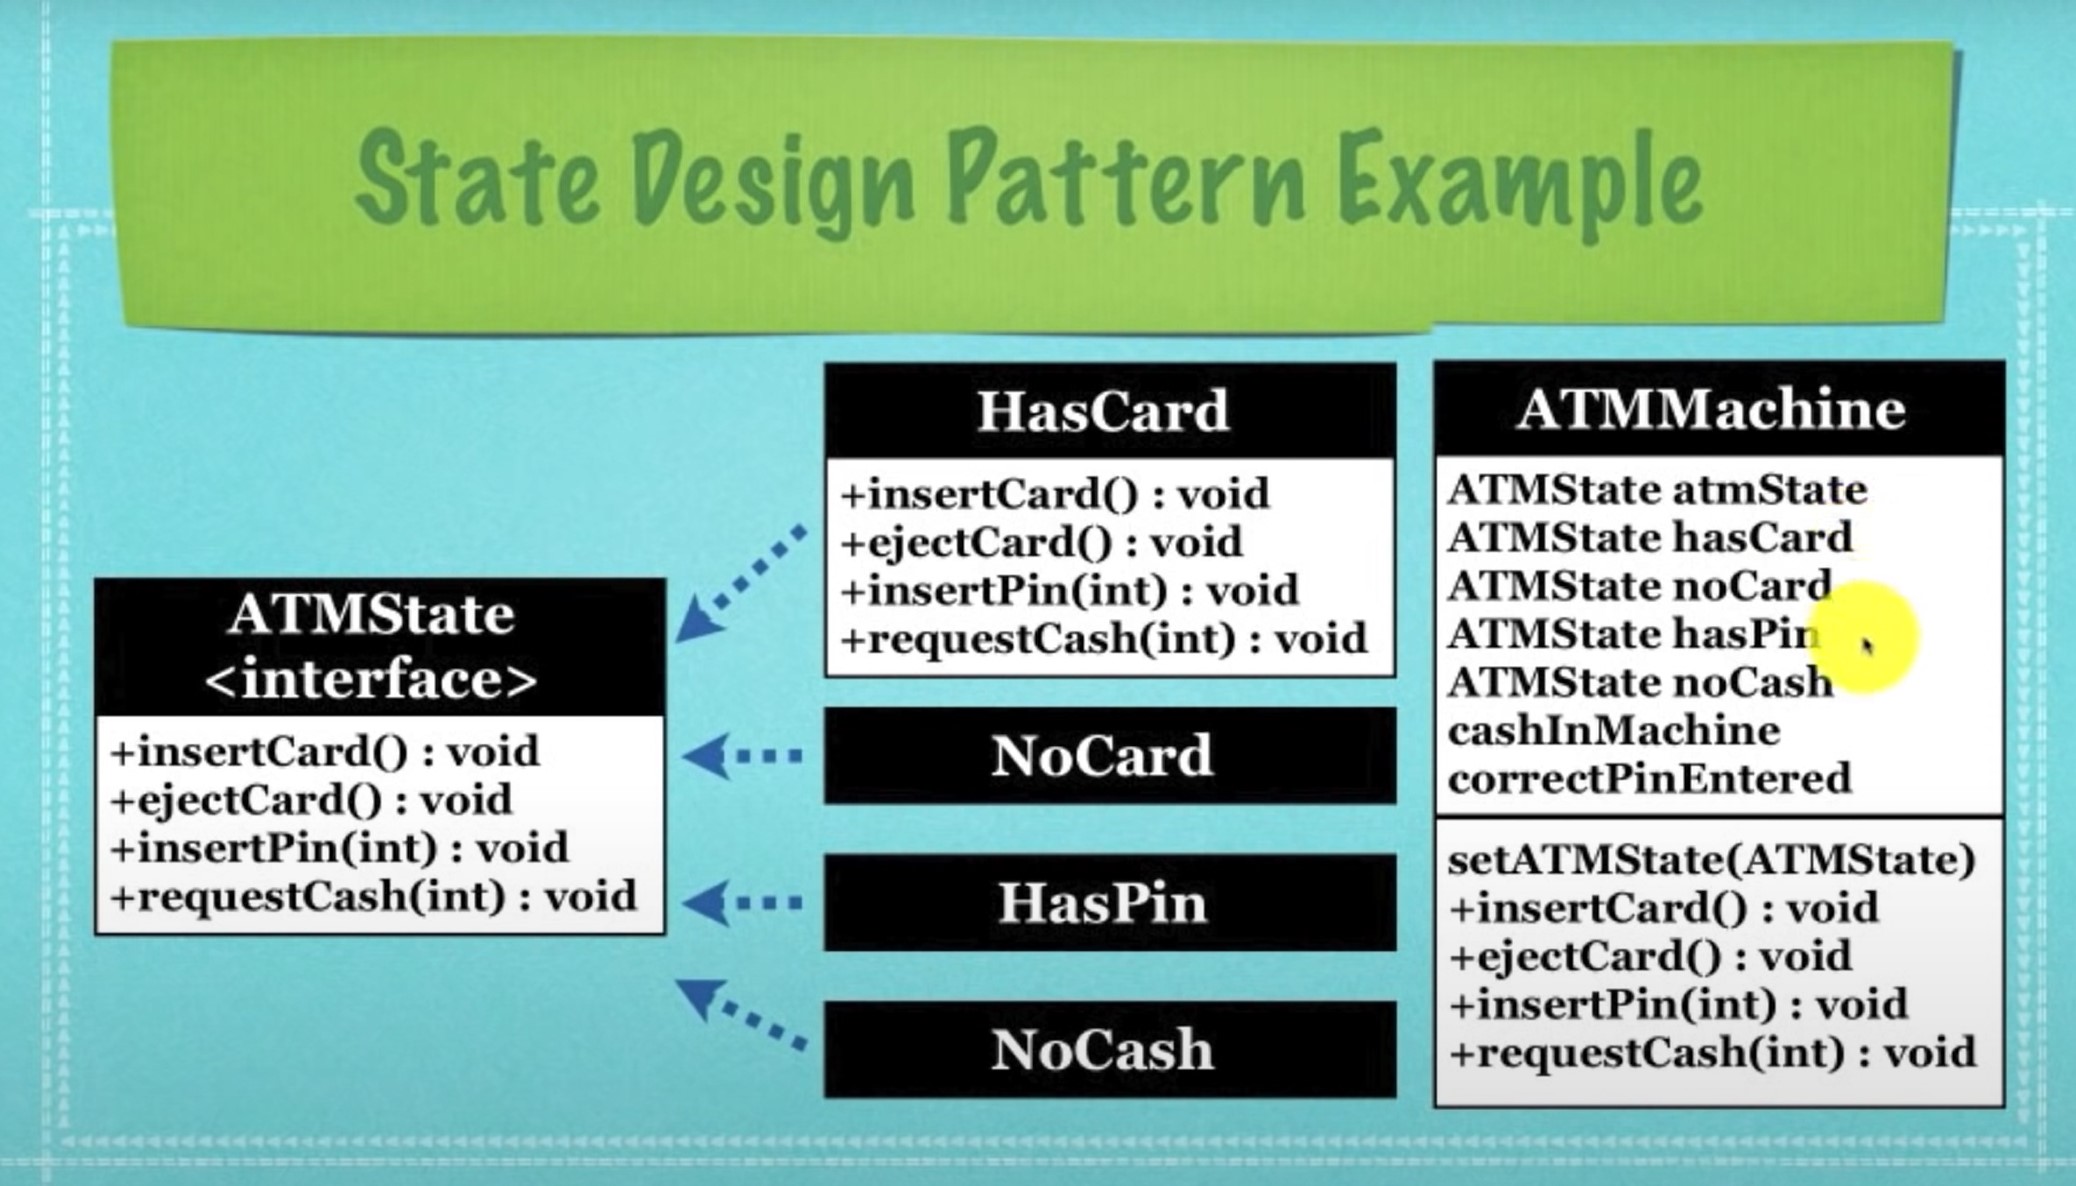 State Design Pattern Example
ATMState
<interface>
+insertCard() : void
+ejectCard() : void
+insertPin(int) : void
+requestCash(int) : void
HasCard
+insertCard() : void
+ejectCard() : void
+insertPin(int) : void
+requestCash(int) : void
NoCard
HasPin
NoCash
ATMMachine
ATMState atmState
ATMState hasCard
ATMState noCard
ATMState hasPin
ATMState noCash
cashInMachine
correctPinEntered
setATMState(ATMState)
+insertCard() : void
+ejectCard() : void
+insertPin(int) : void
+requestCash(int) : void